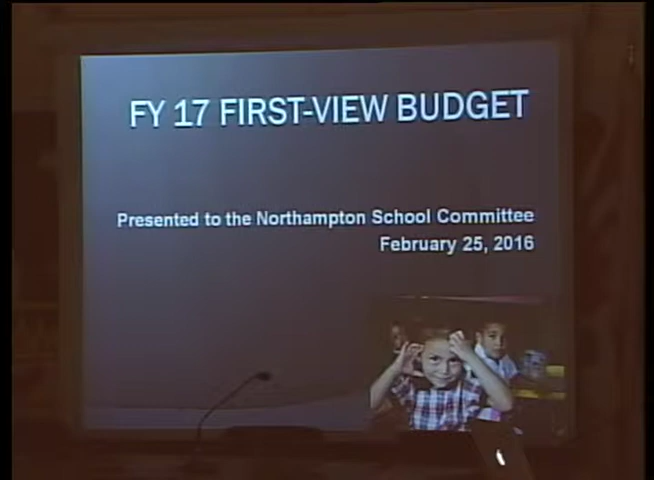 FY 17 FIRST-VIEW BUDGET
Presented to the Northampton School Committee
February 25, 2016